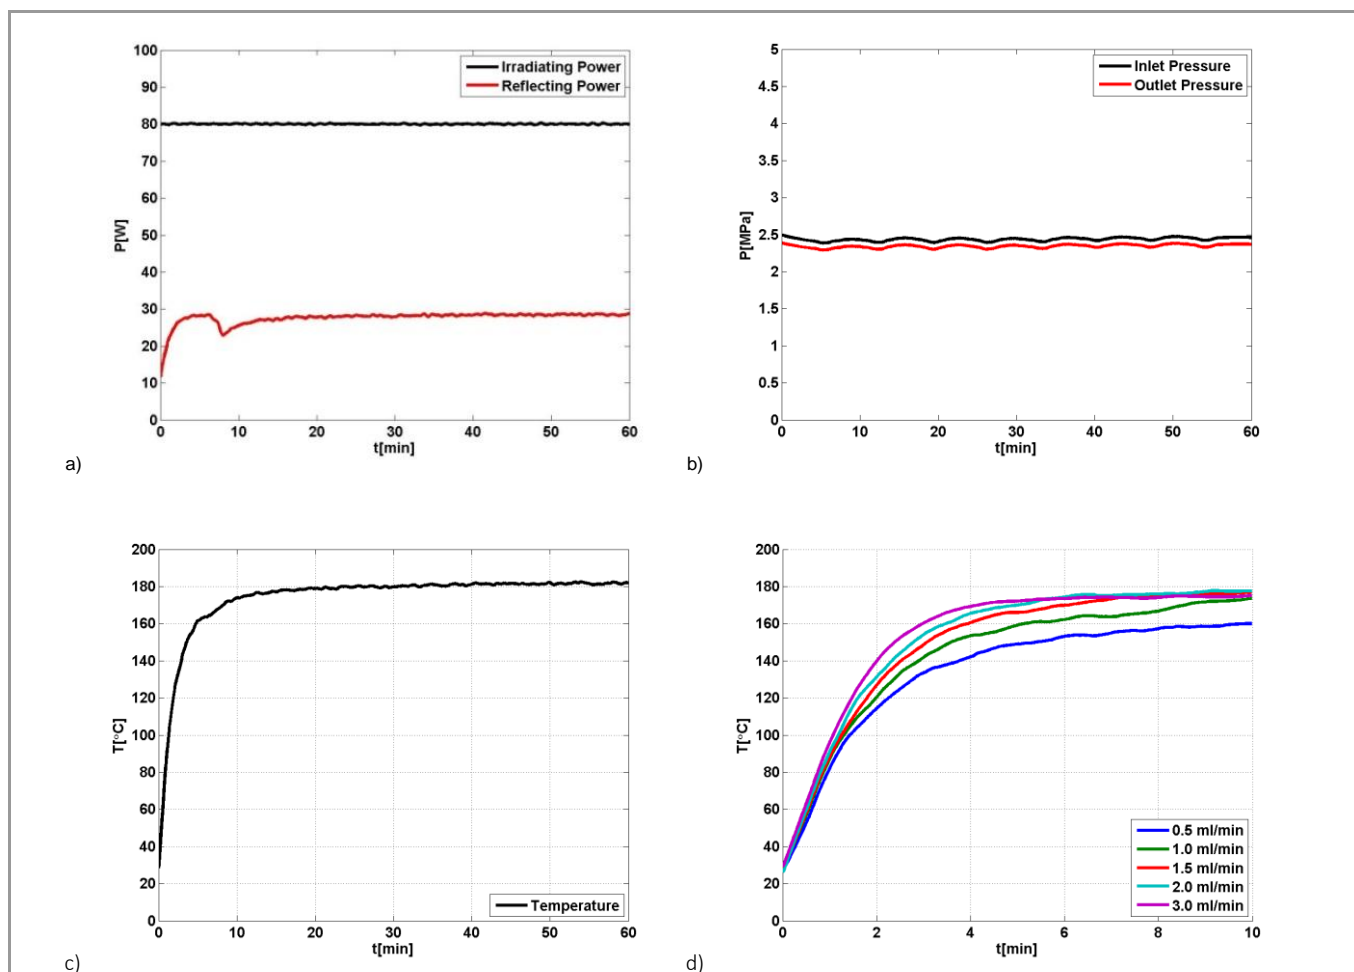 100
90
80
70
60
50
40
30
20
10
0
P[W]
Irradiating Power
Reflecting Power
0 10 20 30 40 50 60
t[min]
a)
5
4.5
4
3.5
3
2.5
2
1.5
1
0.5
0
P[MPa]
Inlet Pressure
Outlet Pressure
0 10 20 30 40 50 60
t[min]
b)
200
180
160
140
120
100
80
60
40
20
0
T[°C]
Temperature
0 10 20 30 40 50 60
t[min]
c)
200
180
160
140
120
100
80
60
40
20
0
T[°C]
0.5 ml/min
1.0 ml/min
1.5 ml/min
2.0 ml/min
3.0 ml/min
0 2 4 6 8 10
t[min]
d)